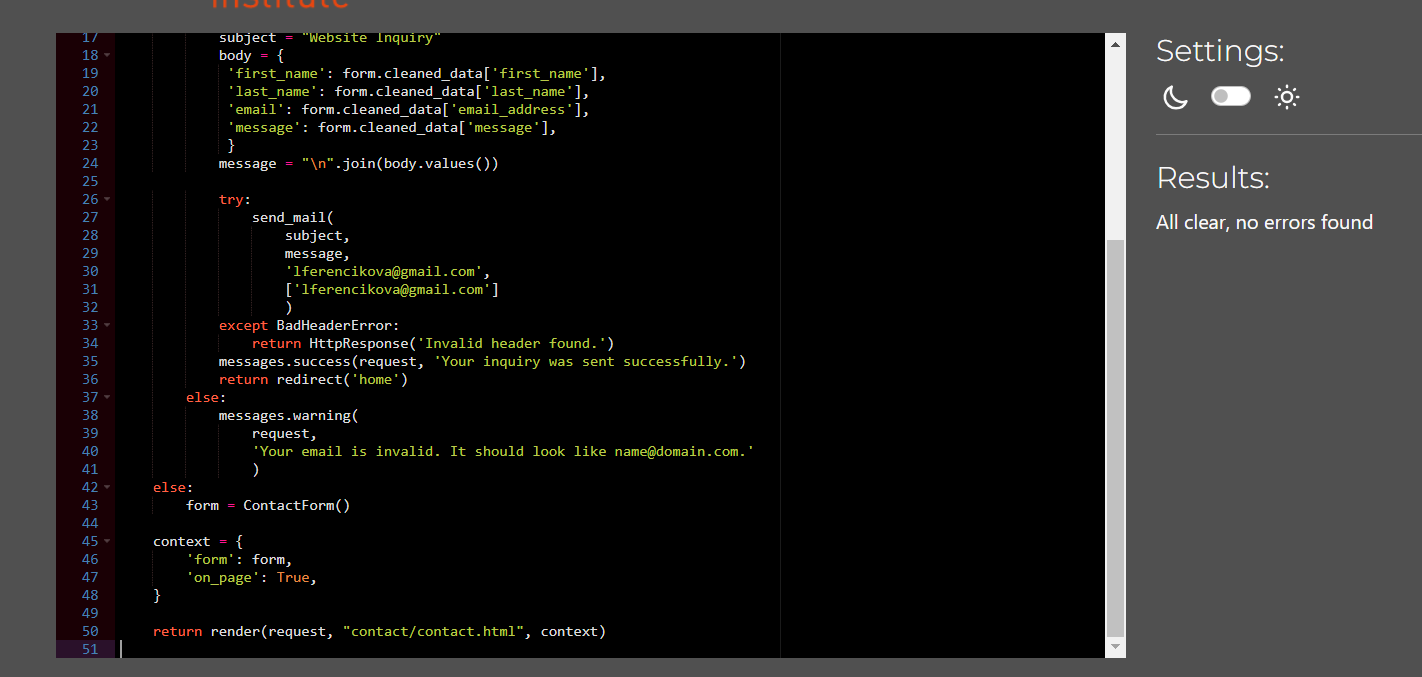 institute
17 subject = "Website Inquiry"
18 body = {
19 'first_name': form.cleaned_data['first_name'],
20 'last_name': form.cleaned_data['last_name'],
21 'email': form.cleaned_data['email_address'],
22 'message': form.cleaned_data['message'],
23 }
24 message = "\n".join(body.values())
25
26 try:
27 send_mail(
28 subject,
29 message,
30 'lferencikova@gmail.com',
31 ['lferencikova@gmail.com']
32 )
33 except BadHeaderError:
34 return HttpResponse('Invalid header found.')
35 messages.success(request, 'Your inquiry was sent successfully.')
36 return redirect('home')
37 else:
38 messages.warning(
39 request,
40 'Your email is invalid. It should look like name@domain.com.'
41 )
42 else:
43 form = ContactForm()
44
45 context = {
46 'form': form,
47 'on_page': True,
48 }
49
50 return render(request, "contact/contact.html", context)
51
Settings:
Results:
All clear, no errors found